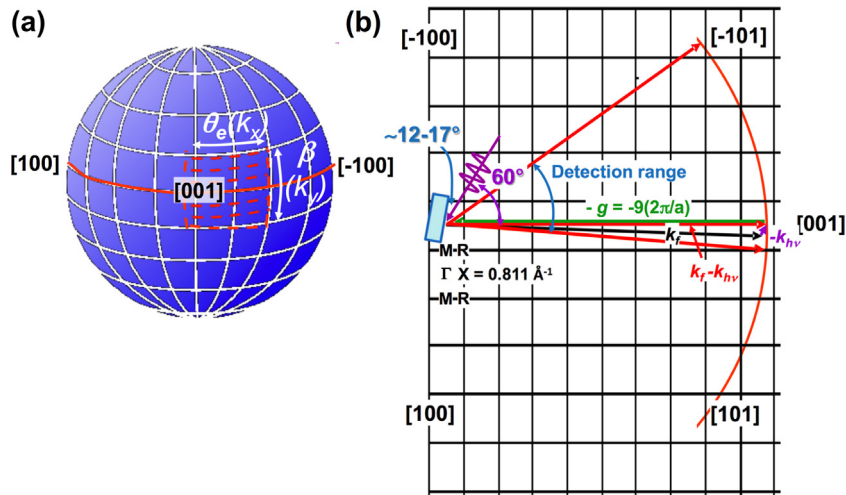 (a)
θe(kx)
β
(ky)
[100]
[001]
[-100]
(b)
[-100]
[-101]
~12-17°
60°
Detection range
- g = -9(2π/a)
[001]
kf
-khν
M-R
kf-khν
Γ X = 0.811 Å-1
M-R
[100]
[101]